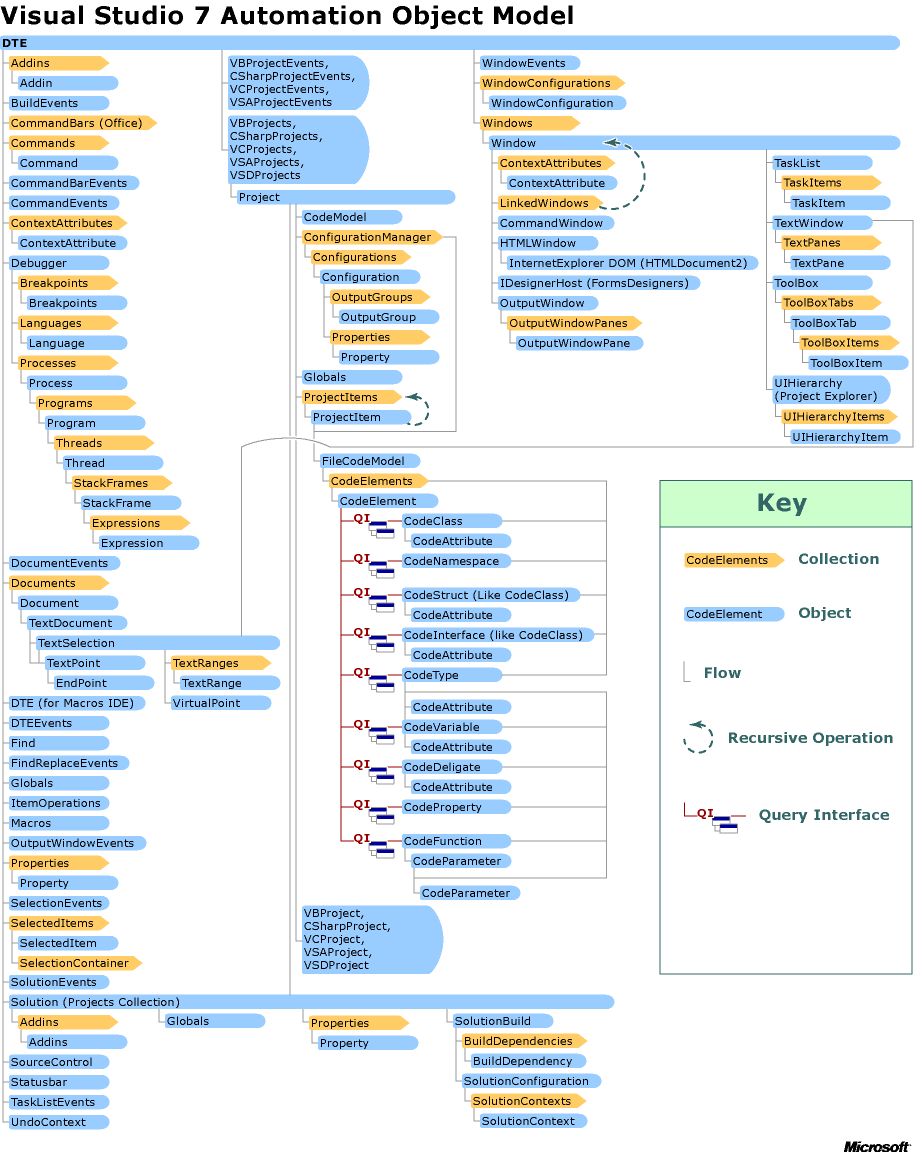 Visual Studio 7 Automation Object Model
DTE
Addins
Addin
BuildEvents
CommandBars (Office)
Commands
Command
CommandBarEvents
CommandEvents
ContextAttributes
ContextAttribute
Debugger
Breakpoints
Breakpoints
Languages
Language
Processes
Process
Programs
Program
Threads
Thread
StackFrames
StackFrame
Expressions
Expression
DocumentEvents
Documents
Document
TextDocument
TextSelection
TextPoint
EndPoint
TextRanges
TextRange
VirtualPoint
DTE (for Macros IDE)
DTEEvents
Find
FindReplaceEvents
Globals
ItemOperations
Macros
OutputWindowEvents
Properties
Property
SelectionEvents
SelectedItems
SelectedItem
SelectionContainer
SolutionEvents
Solution (Projects Collection)
Addins
Addins
Globals
Properties
Property
SolutionBuild
BuildDependencies
BuildDependency
SolutionConfiguration
SolutionContexts
SolutionContext
SourceControl
Statusbar
TaskListEvents
UndoContext
VBProjectEvents,
CSharpProjectEvents,
VCProjectEvents,
VSAProjectEvents
VBProjects,
CSharpProjects,
VCProjects,
VSAProjects,
VSDProjects
Project
CodeModel
ConfigurationManager
Configurations
Configuration
OutputGroups
OutputGroup
Properties
Property
Globals
ProjectItems
ProjectItem
FileCodeModel
CodeElements
CodeElement
QI
CodeClass
CodeAttribute
QI
CodeNamespace
QI
CodeStruct (Like CodeClass)
CodeAttribute
QI
CodeInterface (like CodeClass)
CodeAttribute
QI
CodeType
CodeAttribute
QI
CodeVariable
CodeAttribute
QI
CodeDeligate
CodeAttribute
QI
CodeProperty
QI
CodeFunction
CodeParameter
CodeParameter
VBProject,
CSharpProject,
VCProject,
VSAProject,
VSDProject
WindowEvents
WindowConfigurations
WindowConfiguration
Windows
Window
ContextAttributes
ContextAttribute
LinkedWindows
CommandWindow
HTMLWindow
InternetExplorer DOM (HTMLDocument2)
IDesignerHost (FormsDesigners)
OutputWindow
OutputWindowPanes
OutputWindowPane
TaskList
TaskItems
TaskItem
TextWindow
TextPanes
TextPane
ToolBox
ToolBoxTabs
ToolBoxTab
ToolBoxItems
ToolBoxItem
UIHierarchy
(Project Explorer)
UIHierarchyItems
UIHierarchyItem
Key
CodeElements Collection
CodeElement Object
Flow
Recursive Operation
QI Query Interface
Microsoft